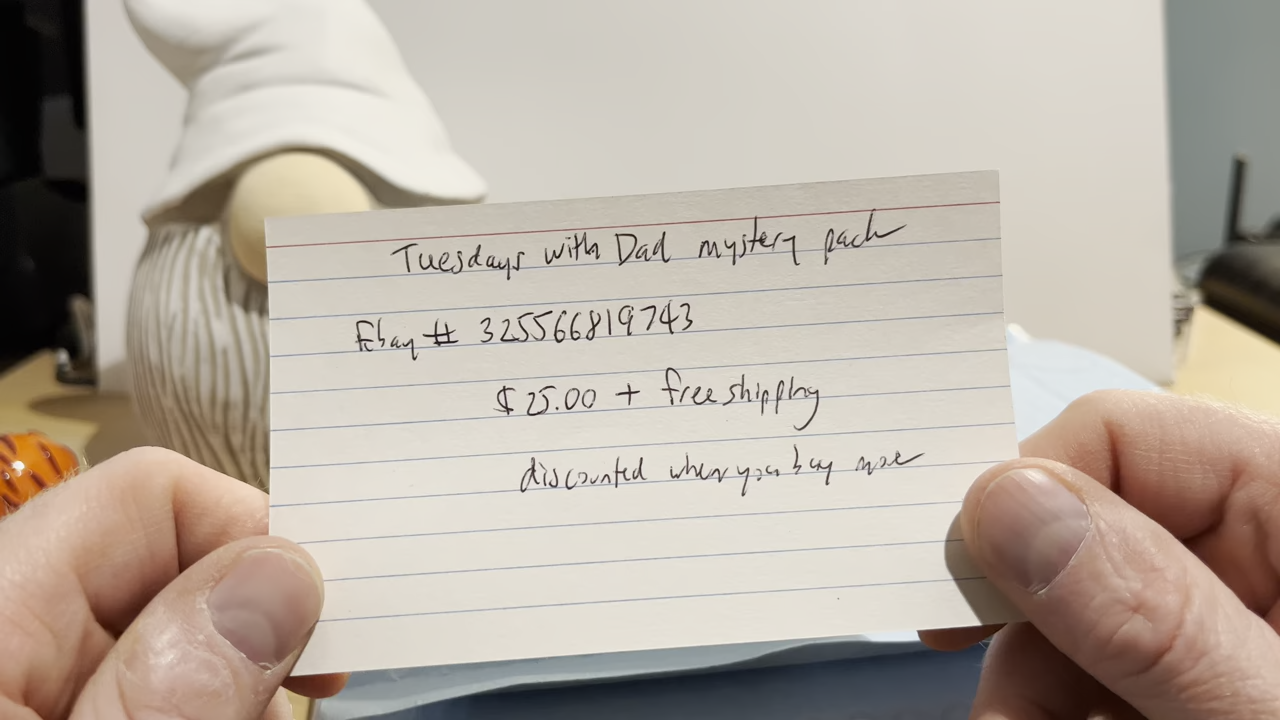 Tuesdays with Dad mystery pack
Ebay # 325566819743
$25.00 + free shipping
discounted when you buy more